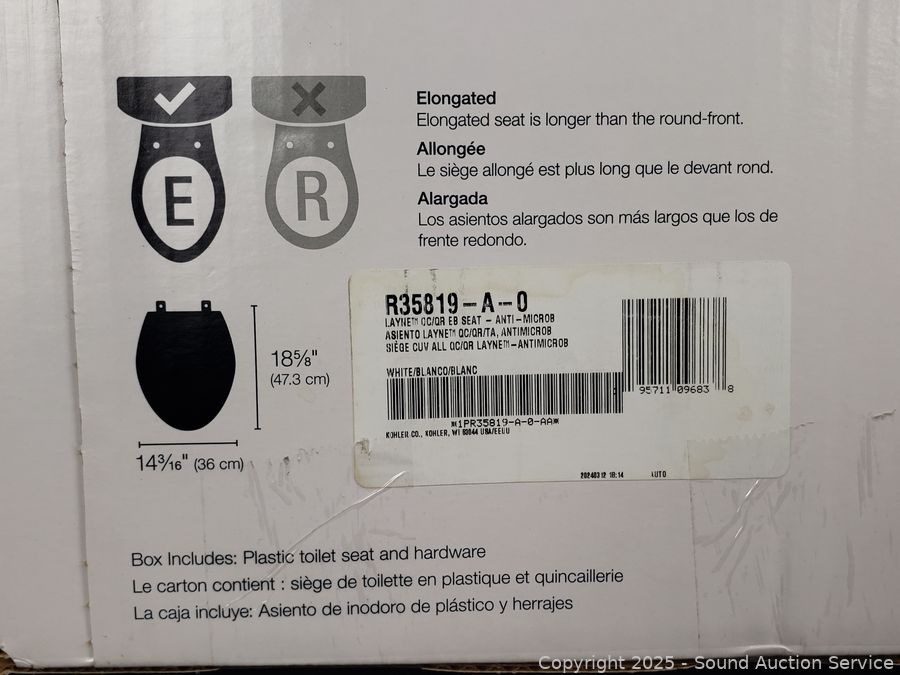 E
R
Elongated
Elongated seat is longer than the round-front.
Allongée
Le siège allongé est plus long que le devant rond.
Alargada
Los asientos alargados son más largos que los de
frente redondo.
18⅝"
(47.3 cm)
14³⁄₁₆" (36 cm)
R35819-A-0
LAYNE™ QC/QR EB SEAT - ANTI-MICROB
ASIENTO LAYNE™ QC/QR/TA, ANTIMICROB
SIÈGE CUV ALL QC/QR LAYNE™-ANTIMICROB
WHITE/BLANCO/BLANC
95711 09683 8
*1PR35819-A-0-AA*
KOHLER CO., KOHLER, WI 53044 USA/EEUU
20240312 18:14 AUTO
Box Includes: Plastic toilet seat and hardware
Le carton contient : siège de toilette en plastique et quincaillerie
La caja incluye: Asiento de inodoro de plástico y herrajes
Copyright 2025 - Sound Auction Service